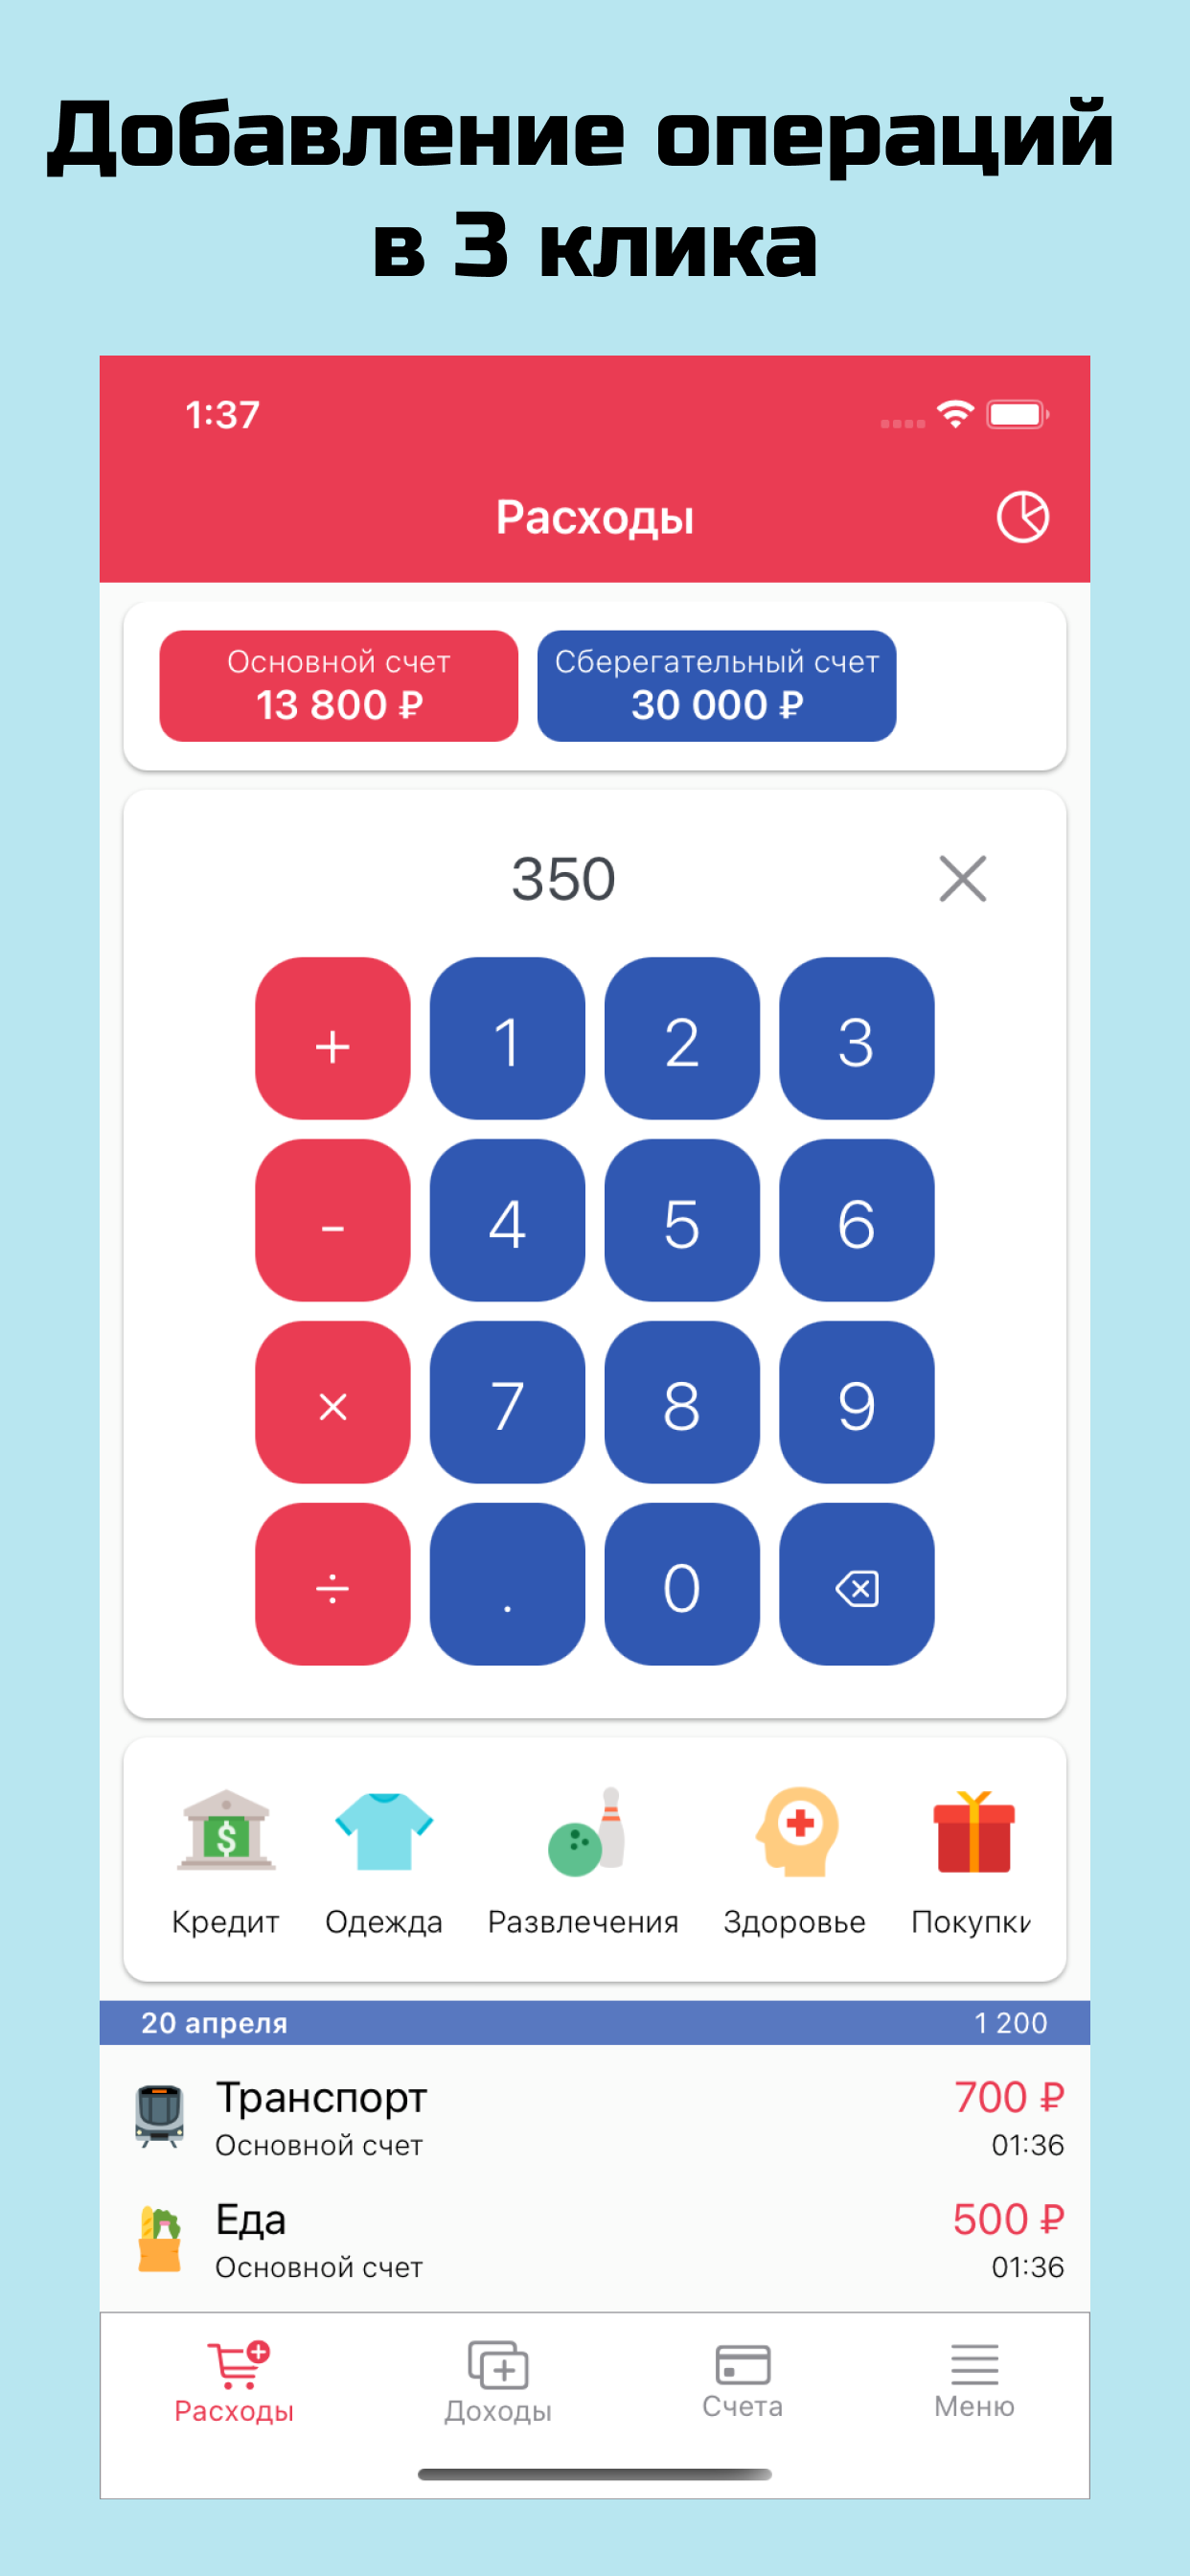 Добавление операций
в 3 клика
1:37
Расходы
Основной счет
13 800 ₽
Сберегательный счет
30 000 ₽
350
+ 1 2 3
- 4 5 6
× 7 8 9
÷ . 0
$
Кредит Одежда Развлечения Здоровье Покупки
20 апреля 1 200
Транспорт 700 ₽
Основной счет 01:36
Еда 500 ₽
Основной счет 01:36
Расходы Доходы Счета Меню